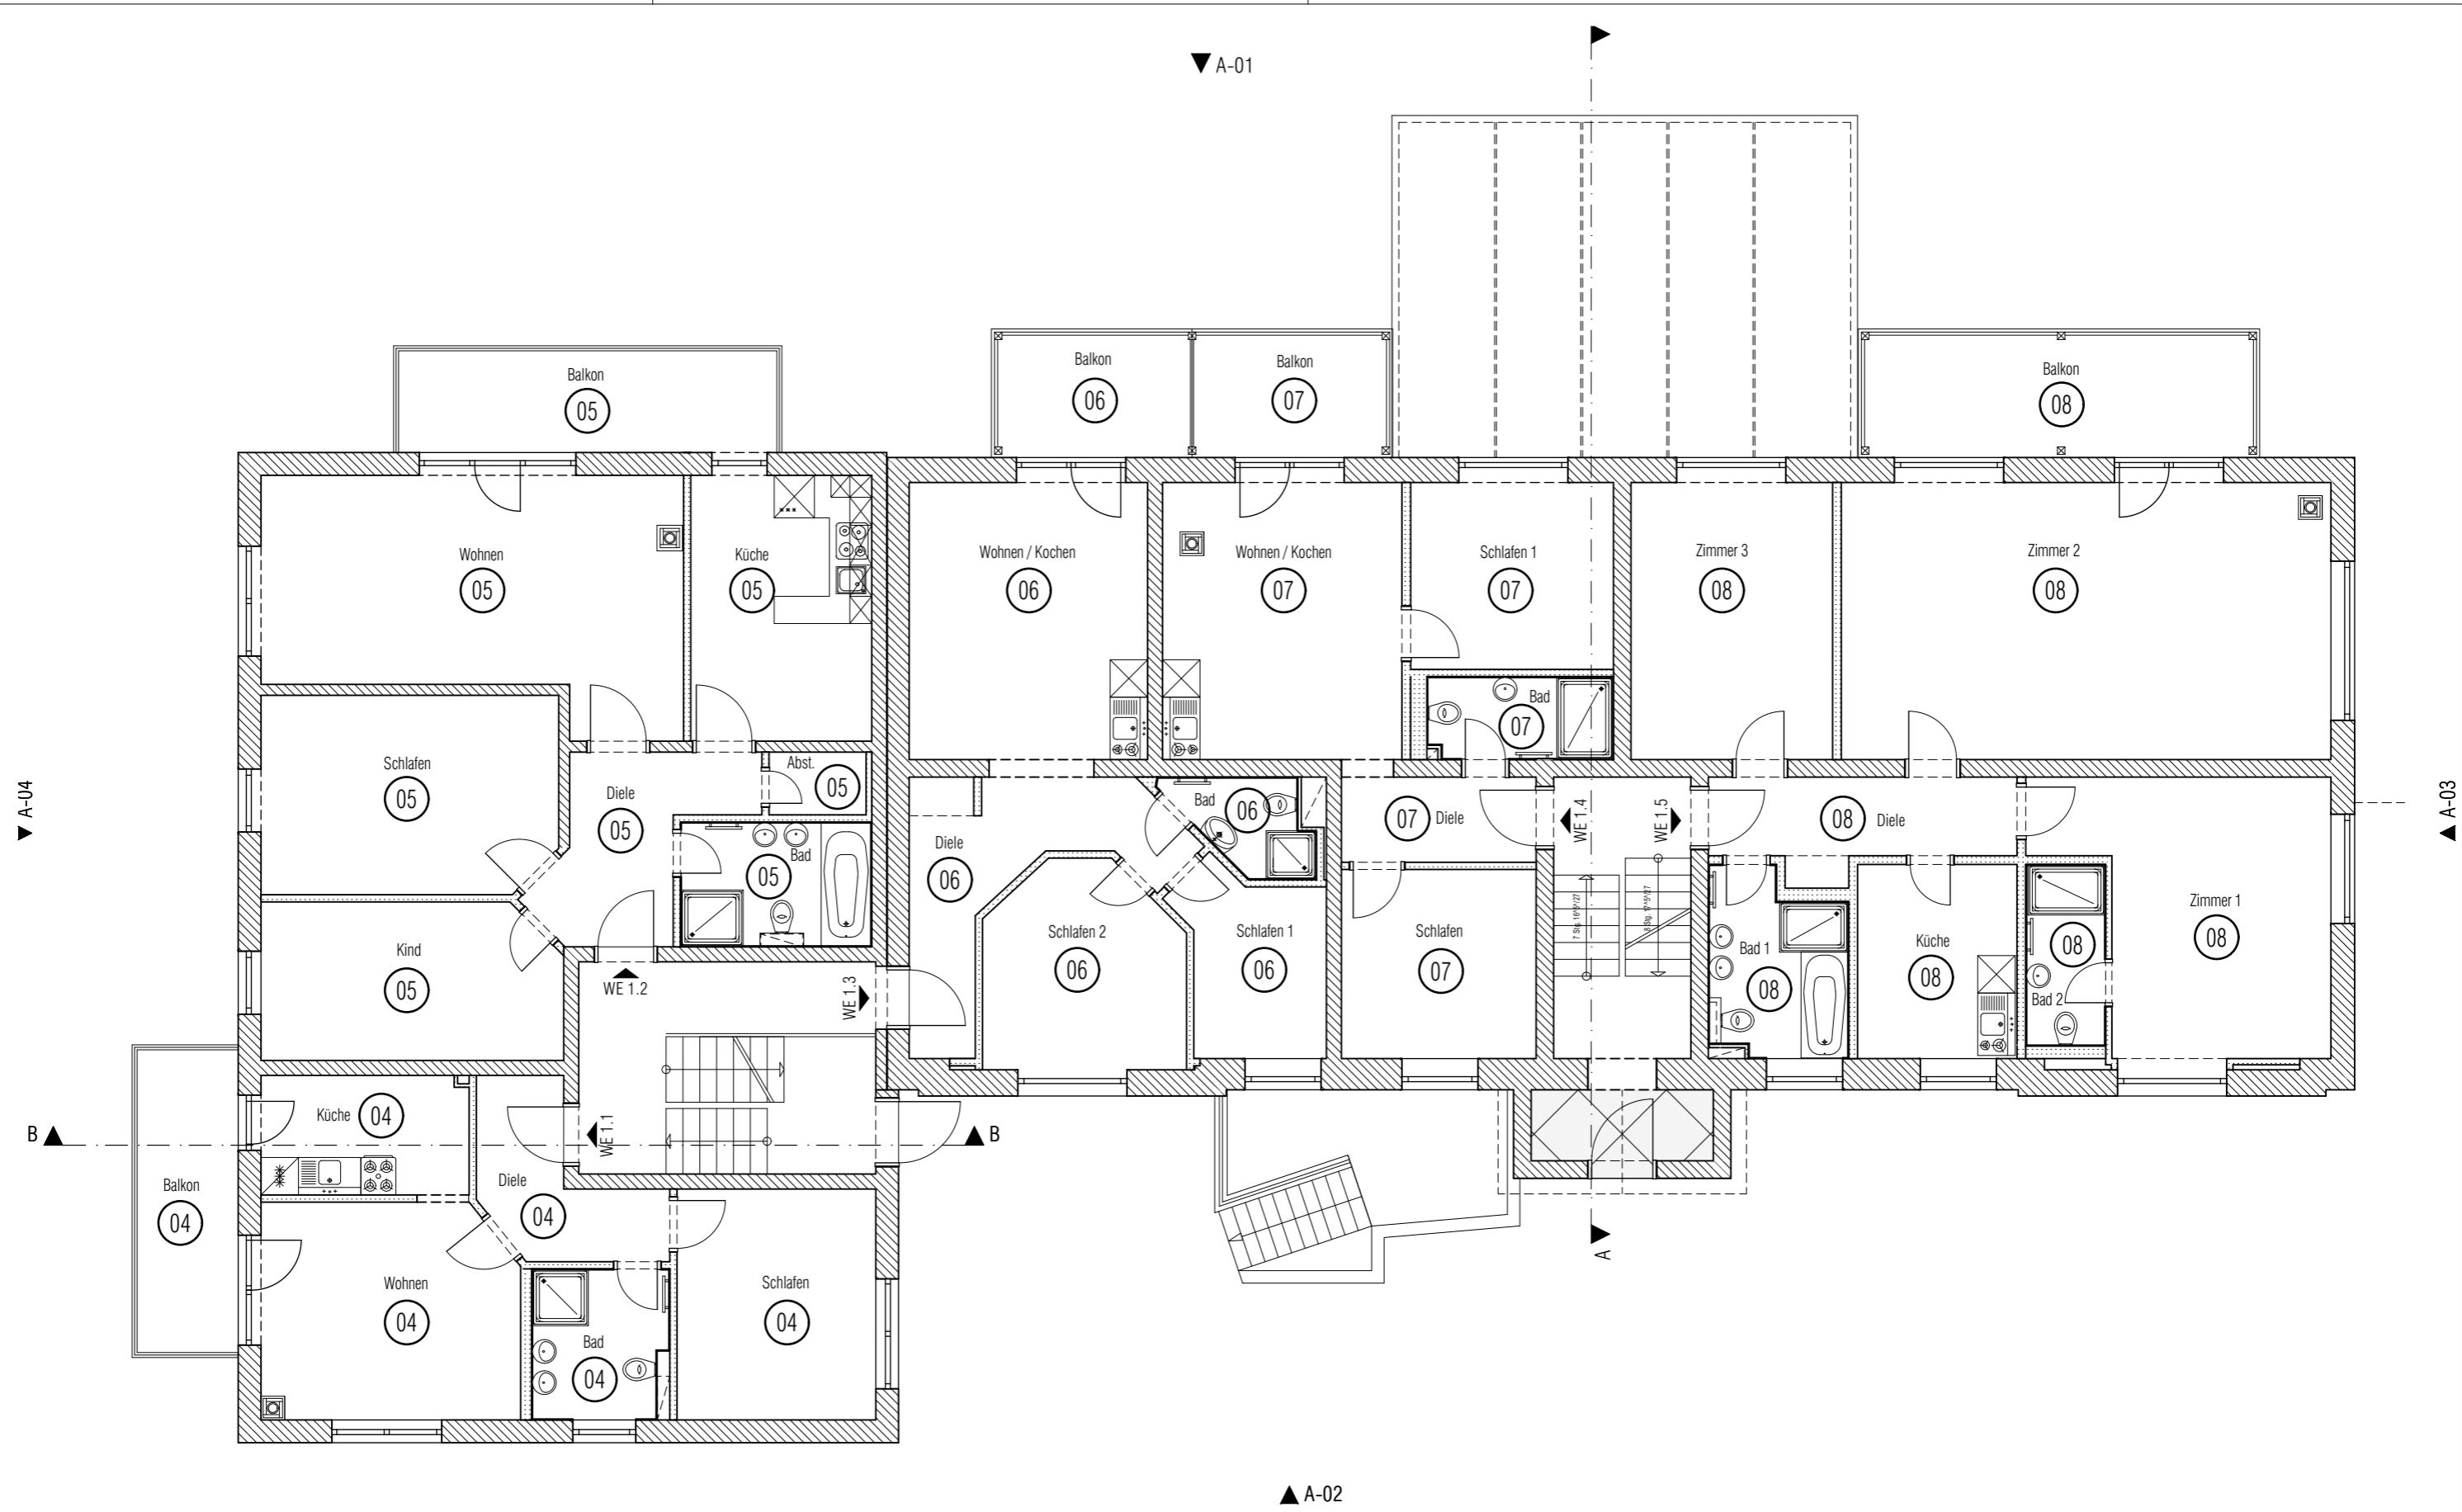 A-01
Balkon
06
Balkon
07
Balkon
08
Balkon
05
Wohnen
05
Küche
05
Wohnen / Kochen
06
Wohnen / Kochen
07
Schlafen 1
07
Zimmer 3
08
Zimmer 2
08
Bad
07
Schlafen
05
Diele
05
Abst.
05
Bad
05
Diele
06
Bad
06
07
Diele
WE 1.4
WE 1.5
08
Diele
A-04
A-03
Kind
05
WE 1.2
WE 1.3
Schlafen 2
06
Schlafen 1
06
Schlafen
07
Bad 1
08
Küche
08
08
Bad 2
Zimmer 1
08
Küche
04
WE 1.1
B
B
Balkon
04
Diele
04
Wohnen
04
Bad
04
Schlafen
04
A
A-02